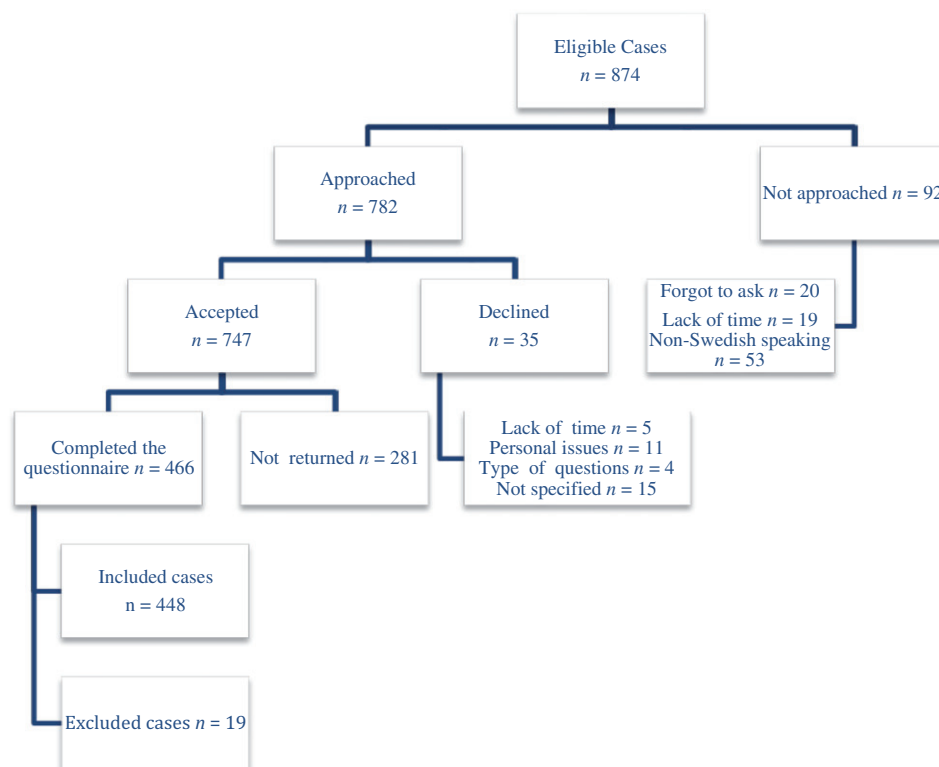 Eligible Cases
n = 874
Approached
n = 782
Not approached n = 92
Forgot to ask n = 20
Lack of time n = 19
Non-Swedish speaking
n = 53
Accepted
n = 747
Declined
n = 35
Lack of time n = 5
Personal issues n = 11
Type of questions n = 4
Not specified n = 15
Completed the
questionnaire n = 466
Not returned n = 281
Included cases
n = 448
Excluded cases n = 19